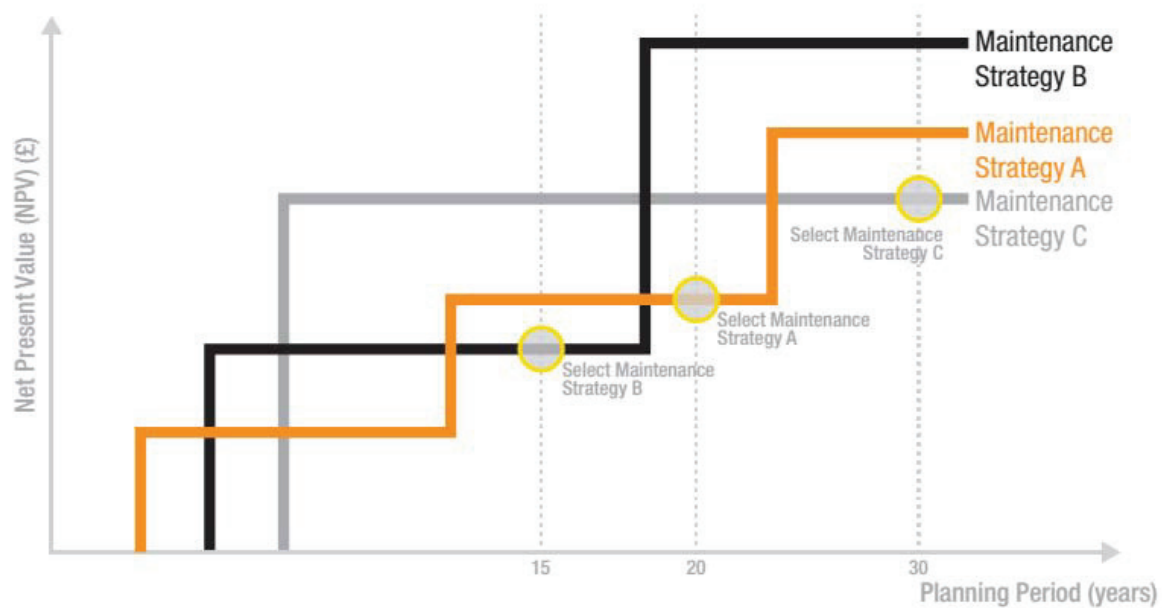 Net Present Value (NPV) (£)
Maintenance
Strategy B
Maintenance
Strategy A
Maintenance
Strategy C
Select Maintenance
Strategy C
Select Maintenance
Strategy A
Select Maintenance
Strategy B
15
20
30
Planning Period (years)